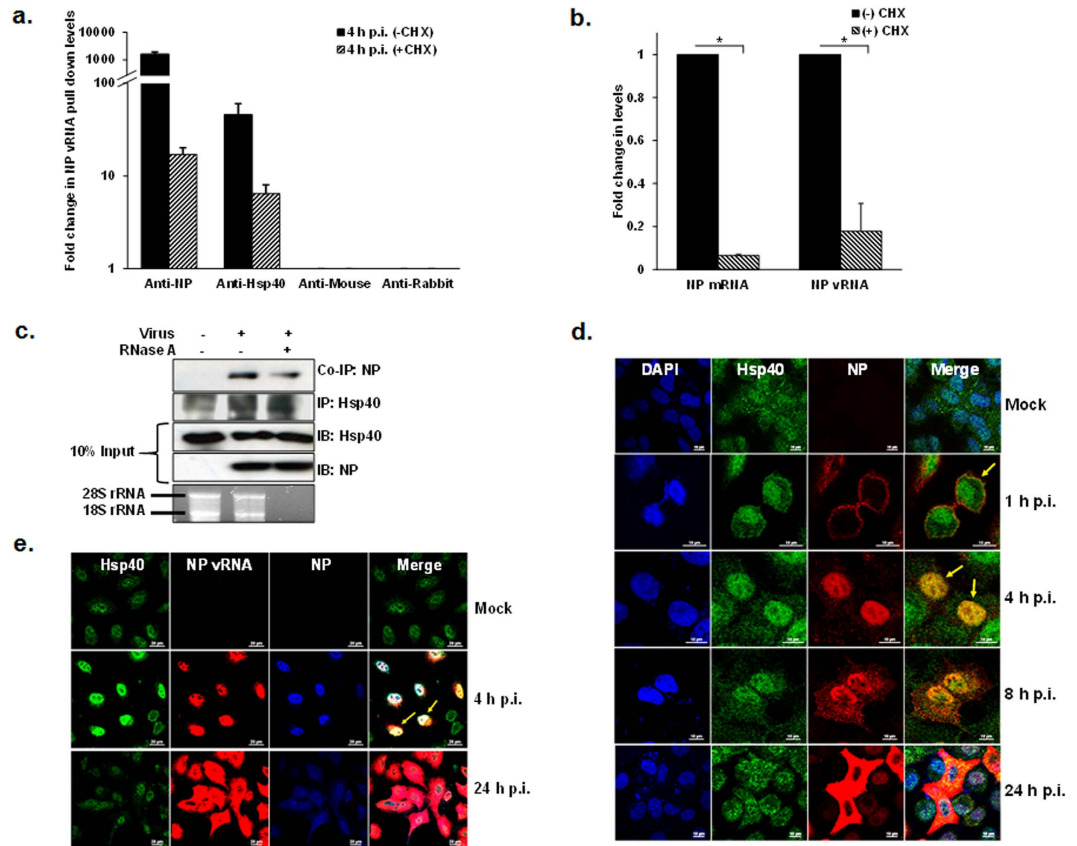 a.
Fold change in NP vRNA pull down levels
10000
1000
100
10
1
4 h p.i. (-CHX)
4 h p.i. (+CHX)
Anti-NP
Anti-Hsp40
Anti-Mouse
Anti-Rabbit
b.
Fold change in levels
1
0.8
0.6
0.4
0.2
0
(-) CHX
(+) CHX
*
*
NP mRNA
NP vRNA
c.
Virus - + +
RNase A - - +
Co-IP: NP
IP: Hsp40
10% Input
IB: Hsp40
IB: NP
28S rRNA
18S rRNA
d.
DAPI Hsp40 NP Merge
Mock
1 h p.i.
4 h p.i.
8 h p.i.
24 h p.i.
e.
Hsp40 NP vRNA NP Merge
Mock
4 h p.i.
24 h p.i.